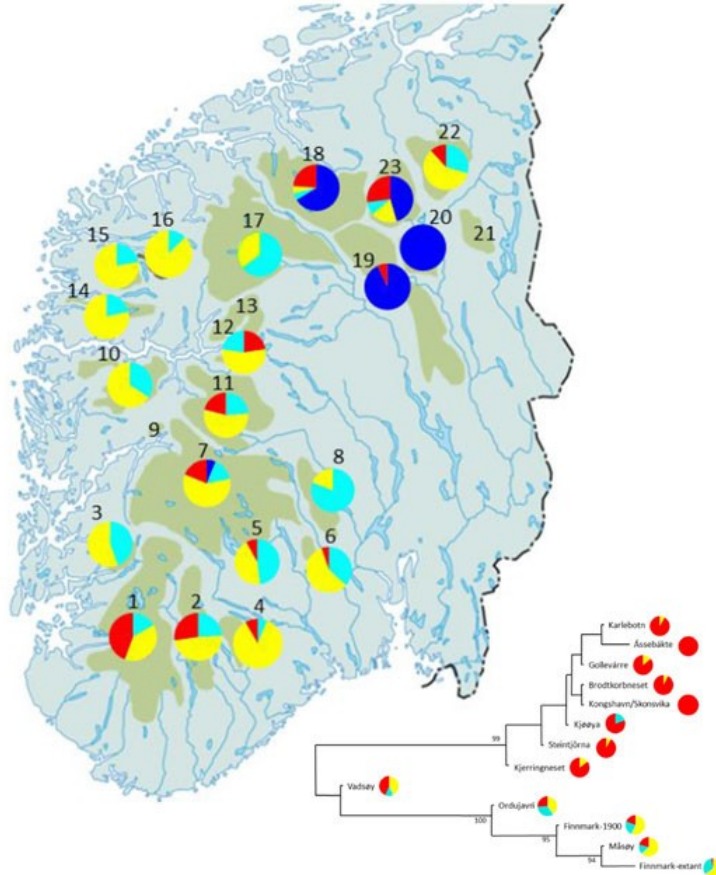 22
18
23
20
16
17
15
21
19
14
13
12
10
11
9
7
8
3
5
6
1
2
4
Karlebotn
Åssebákte
Gollevárre
Brodtkorbneset
Kongshavn/Skonsvika
Kjøøya
99
Steintjörna
Kjerringneset
Vadsøy
Ordujavri
100
Finnmark-1900
95
Måsøy
94
Finnmark-extant